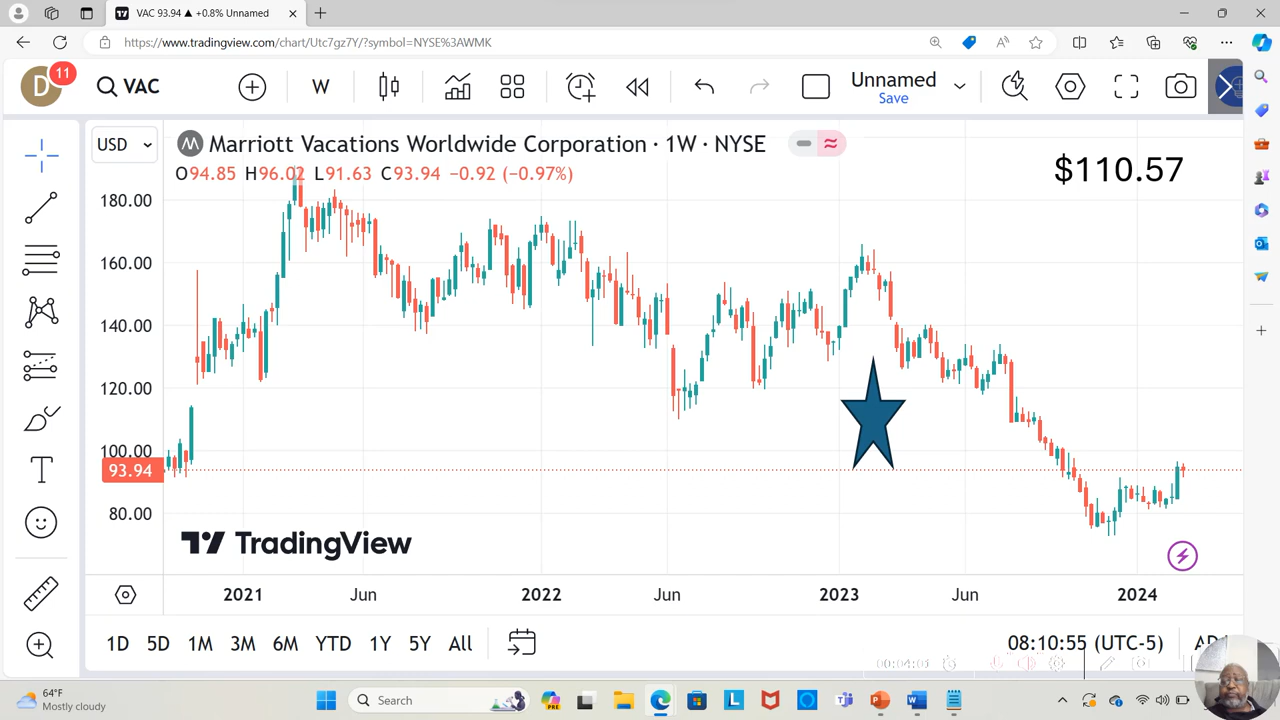 VAC 93.94 ▲ +0.8% Unnamed
https://www.tradingview.com/chart/Utc7gz7Y/?symbol=NYSE%3AWMK
D
11
VAC
W
Unnamed
Save
USD
Marriott Vacations Worldwide Corporation · 1W · NYSE
O94.85 H96.02 L91.63 C93.94 −0.92 (−0.97%)
$110.57
180.00
160.00
140.00
120.00
100.00
93.94
80.00
TradingView
2021 Jun 2022 Jun 2023 Jun 2024
1D 5D 1M 3M 6M YTD 1Y 5Y All
08:10:55 (UTC-5)
64°F
Mostly cloudy
Search